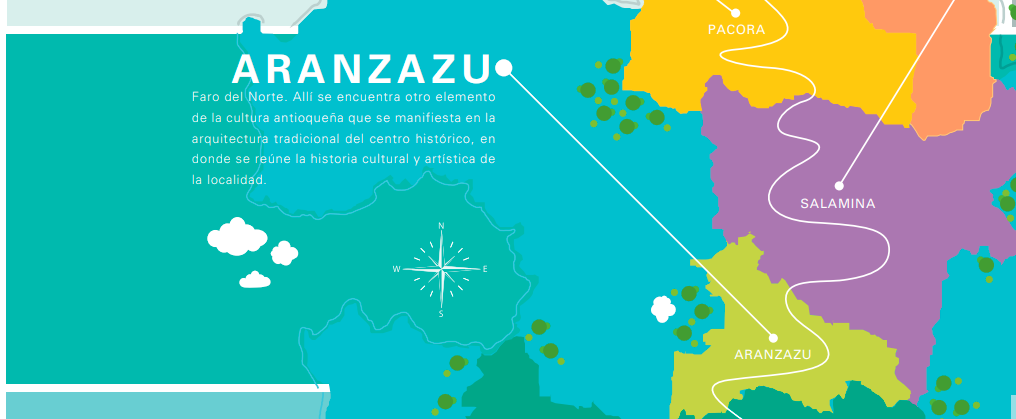 PACORA
ARANZAZU
Faro del Norte. Allí se encuentra otro elemento
de la cultura antioqueña que se manifiesta en la
arquitectura tradicional del centro histórico, en
donde se reúne la historia cultural y artística de
la localidad.
SALAMINA
N
W
E
S
ARANZAZU